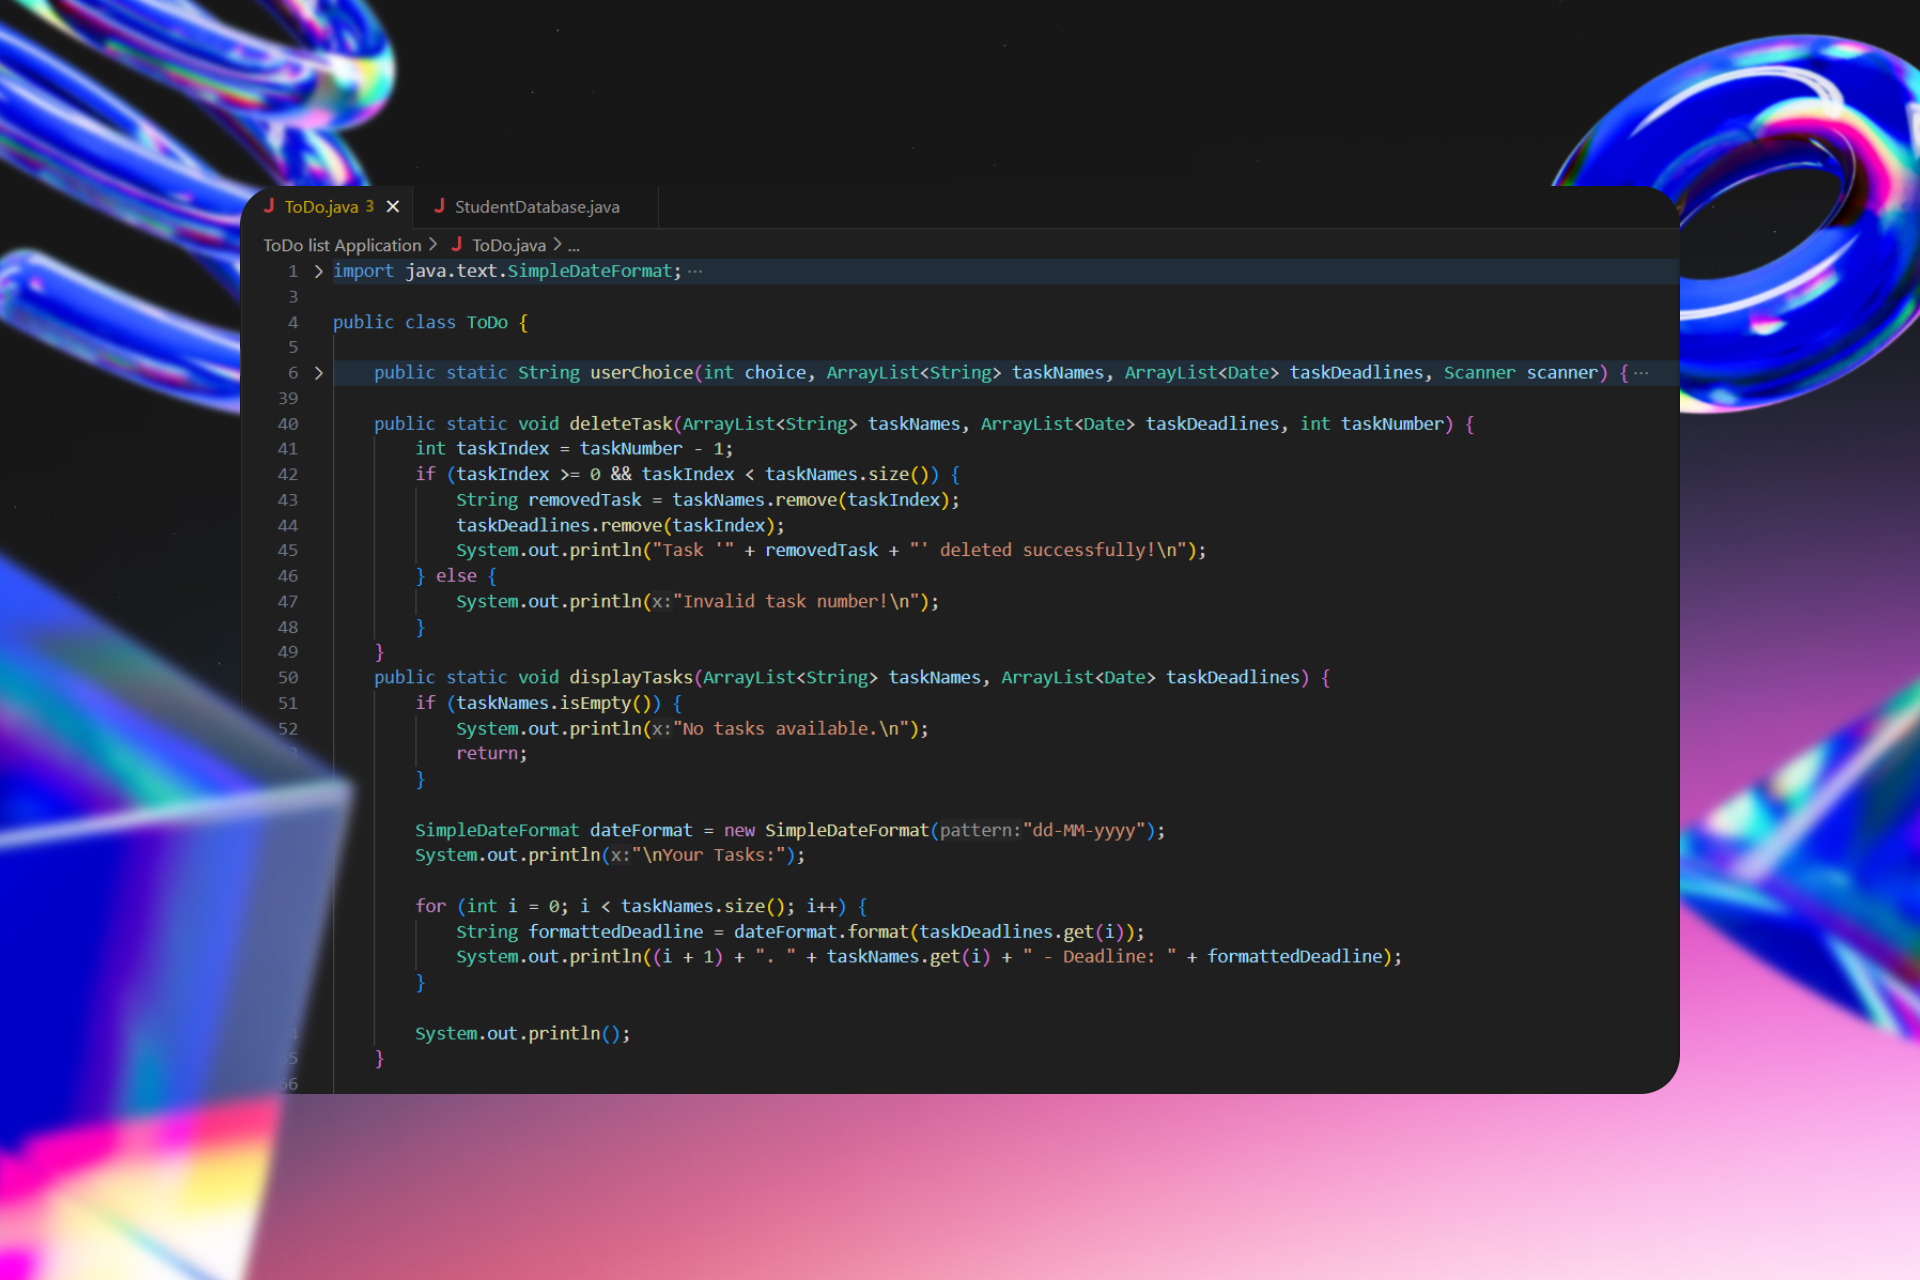 ToDo.java 3 StudentDatabase.java
ToDo list Application > ToDo.java > ...
1 import java.text.SimpleDateFormat; ...
3
4 public class ToDo {
5
6 public static String userChoice(int choice, ArrayList<String> taskNames, ArrayList<Date> taskDeadlines, Scanner scanner) { ...
39
40 public static void deleteTask(ArrayList<String> taskNames, ArrayList<Date> taskDeadlines, int taskNumber) {
41 int taskIndex = taskNumber - 1;
42 if (taskIndex >= 0 && taskIndex < taskNames.size()) {
43 String removedTask = taskNames.remove(taskIndex);
44 taskDeadlines.remove(taskIndex);
45 System.out.println("Task '" + removedTask + "' deleted successfully!\n");
46 } else {
47 System.out.println(x:"Invalid task number!\n");
48 }
49 }
50 public static void displayTasks(ArrayList<String> taskNames, ArrayList<Date> taskDeadlines) {
51 if (taskNames.isEmpty()) {
52 System.out.println(x:"No tasks available.\n");
return;
}
SimpleDateFormat dateFormat = new SimpleDateFormat(pattern:"dd-MM-yyyy");
System.out.println(x:"\nYour Tasks:");
for (int i = 0; i < taskNames.size(); i++) {
String formattedDeadline = dateFormat.format(taskDeadlines.get(i));
System.out.println((i + 1) + ". " + taskNames.get(i) + " - Deadline: " + formattedDeadline);
}
System.out.println();
}
66